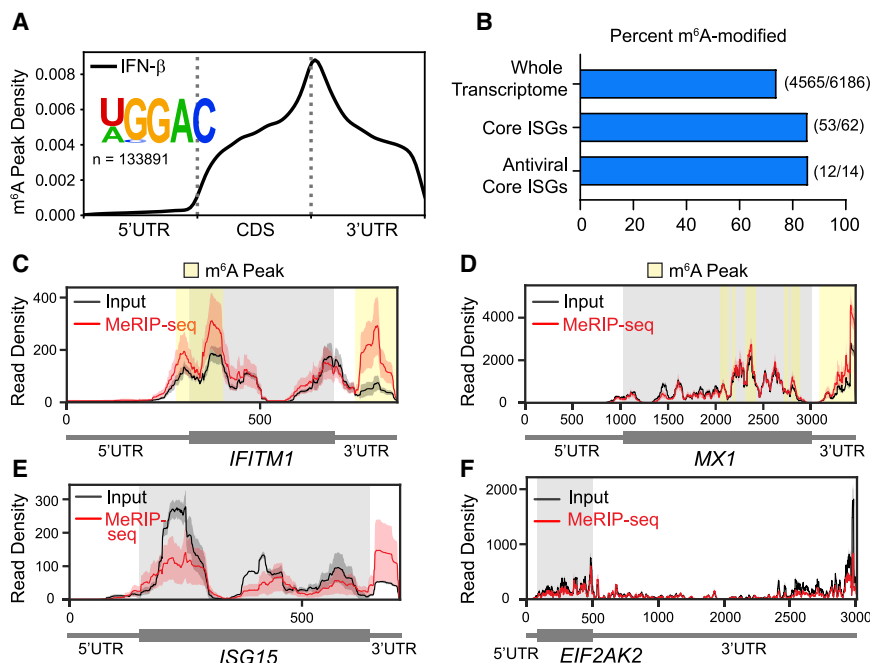 A
m⁶A Peak Density
0.008
0.006
0.004
0.002
0.000
IFN-β
UGGAC
A
n = 133891
5'UTR CDS 3'UTR
B
Percent m⁶A-modified
Whole Transcriptome (4565/6186)
Core ISGs (53/62)
Antiviral Core ISGs (12/14)
0 20 40 60 80 100
C
m⁶A Peak
Read Density
400
200
0
Input
MeRIP-seq
0 500
5'UTR IFITM1 3'UTR
D
m⁶A Peak
Read Density
4000
2000
0
Input
MeRIP-seq
0 500 1000 1500 2000 2500 3000
5'UTR MX1 3'UTR
E
Read Density
300
200
100
0
Input
MeRIP-
seq
0 500
5'UTR ISG15 3'UTR
F
Read Density
2000
1000
0
Input
MeRIP-seq
0 500 1000 1500 2000 2500 3000
5'UTR EIF2AK2 3'UTR